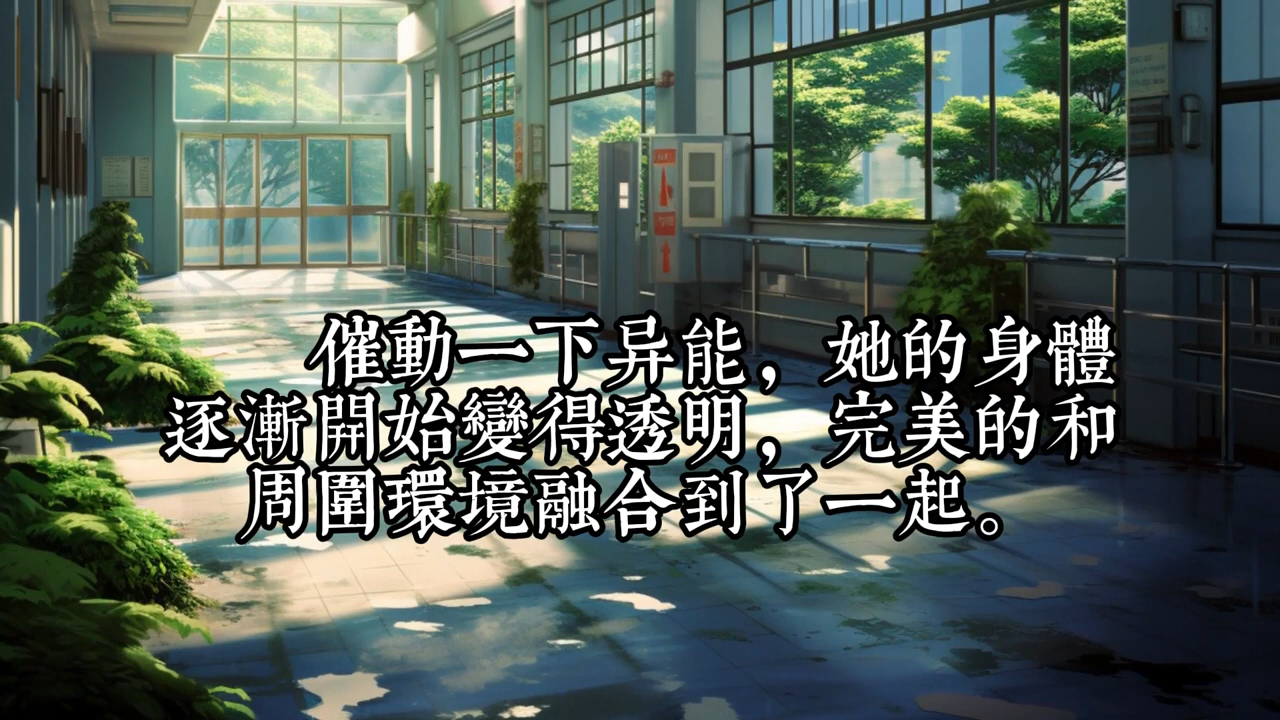 催動一下异能，她的身體
逐漸開始變得透明，完美的和
周圍環境融合到了一起。